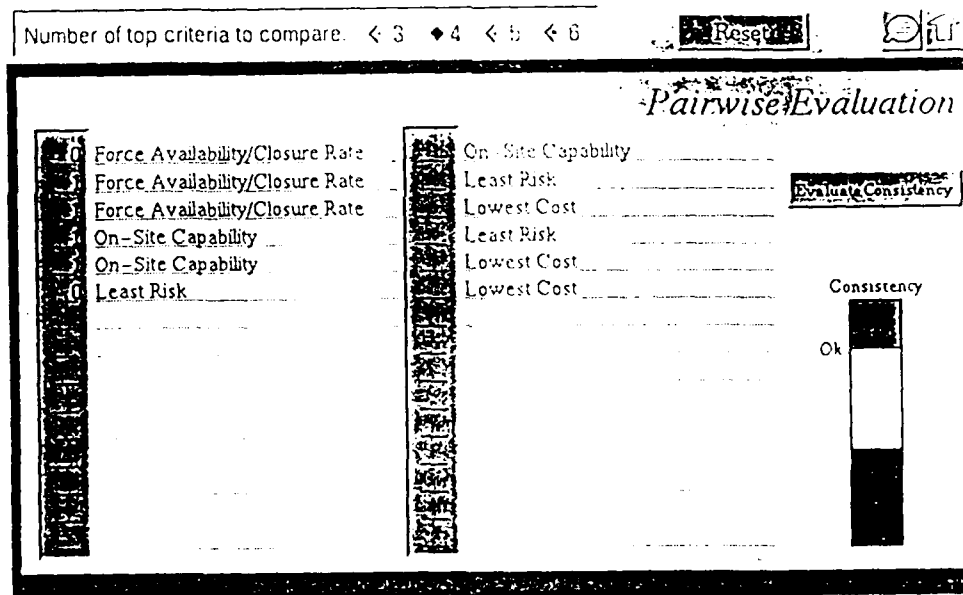 Number of top criteria to compare. 3 4 5 6 Reset
Pairwise Evaluation
Force Availability/Closure Rate On-Site Capability
Force Availability/Closure Rate Least Risk
Force Availability/Closure Rate Lowest Cost
On-Site Capability Least Risk
On-Site Capability Lowest Cost
Least Risk Lowest Cost
Evaluate Consistency
Consistency
Ok